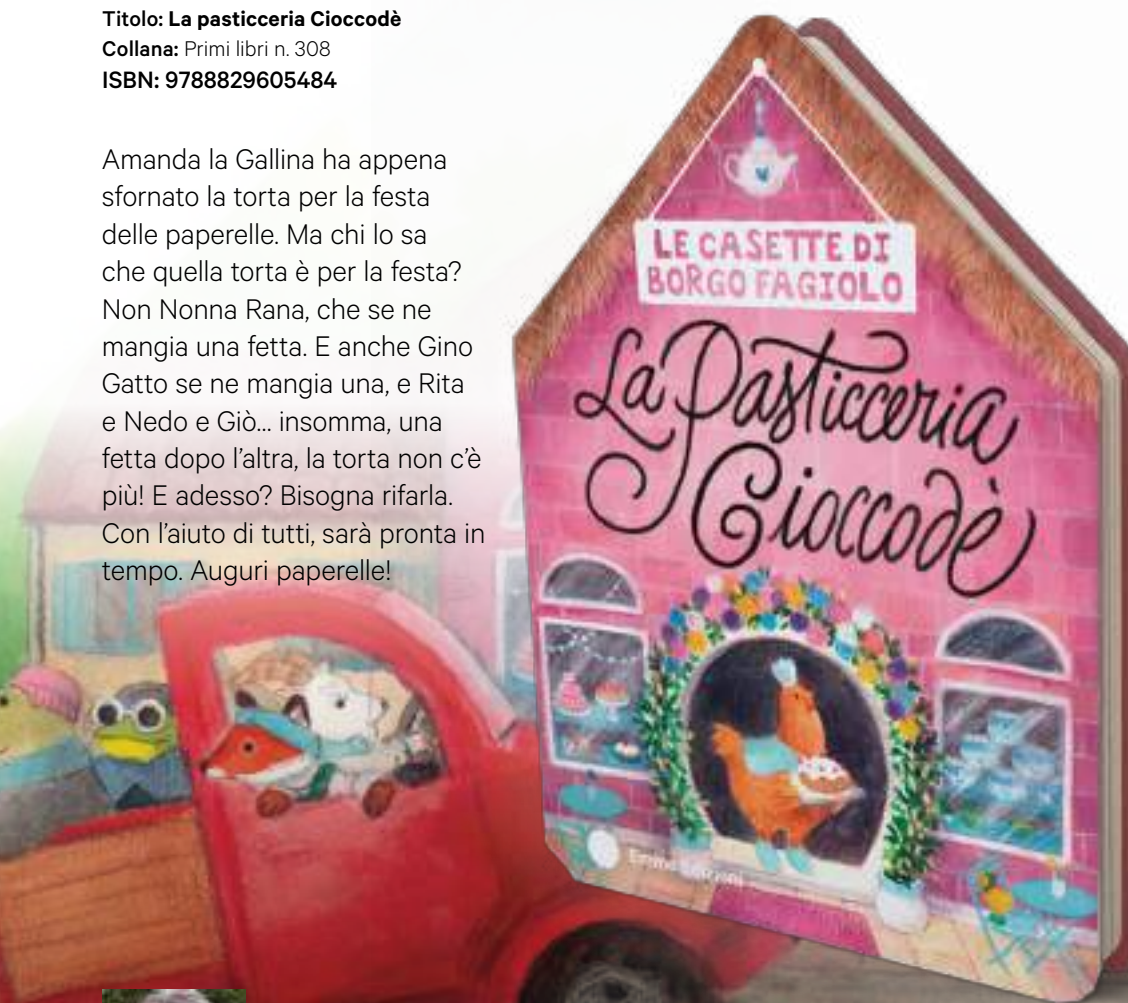 Titolo: La pasticceria Cioccodè
Collana: Primi libri n. 308
ISBN: 9788829605484
Amanda la Gallina ha appena
sfornato la torta per la festa
delle paperelle. Ma chi lo sa
che quella torta è per la festa?
Non Nonna Rana, che se ne
mangia una fetta. E anche Gino
Gatto se ne mangia una, e Rita
e Nedo e Giò... insomma, una
fetta dopo l'altra, la torta non c'è
più! E adesso? Bisogna rifarla.
Con l'aiuto di tutti, sarà pronta in
tempo. Auguri paperelle!
LE CASETTE DI
BORGO FAGIOLO
La Pasticceria
Cioccodè
Emme Edizioni